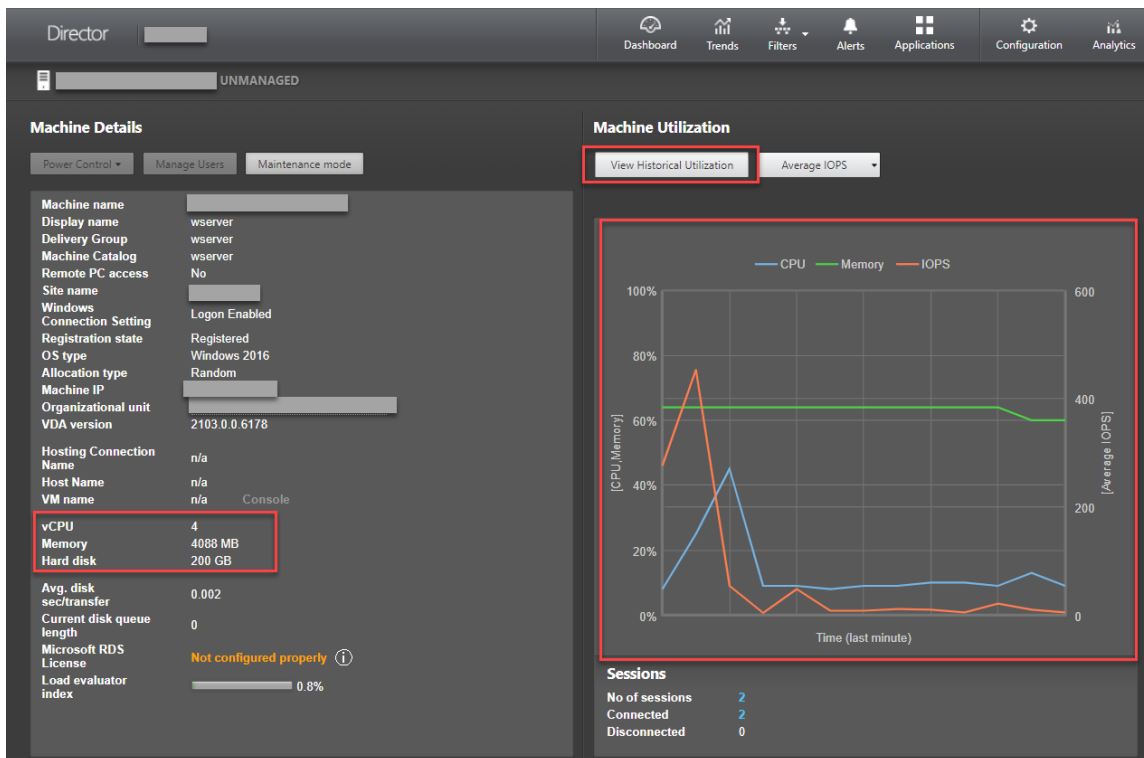 Director
Dashboard
Trends
Filters
Alerts
Applications
Configuration
Analytics
UNMANAGED
Machine Details
Power Control
Manage Users
Maintenance mode
Machine name
Display name wserver
Delivery Group wserver
Machine Catalog wserver
Remote PC access No
Site name
Windows
Connection Setting Logon Enabled
Registration state Registered
OS type Windows 2016
Allocation type Random
Machine IP
Organizational unit
VDA version 2103.0.0.6178
Hosting Connection
Name n/a
Host Name n/a
VM name n/a Console
vCPU 4
Memory 4088 MB
Hard disk 200 GB
Avg. disk
sec/transfer 0.002
Current disk queue
length 0
Microsoft RDS
License Not configured properly i
Load evaluator
index 0.8%
Machine Utilization
View Historical Utilization
Average IOPS
CPU Memory IOPS
100% 600
80%
400
60%
[CPU,Memory]
[Average IOPS]
40%
200
20%
0% 0
Time (last minute)
Sessions
No of sessions 2
Connected 2
Disconnected 0